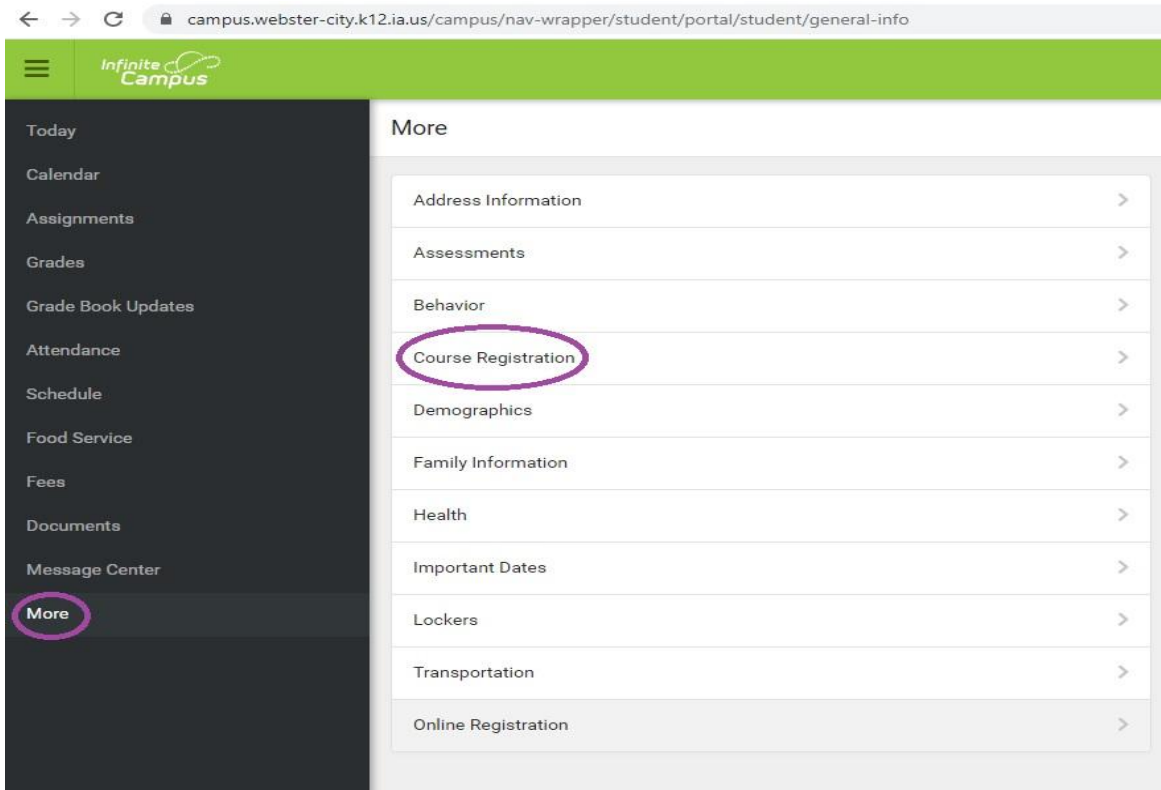 campus.webster-city.k12.ia.us/campus/nav-wrapper/student/portal/student/general-info
Infinite
Campus
Today
Calendar
Assignments
Grades
Grade Book Updates
Attendance
Schedule
Food Service
Fees
Documents
Message Center
More
More
Address Information
Assessments
Behavior
Course Registration
Demographics
Family Information
Health
Important Dates
Lockers
Transportation
Online Registration